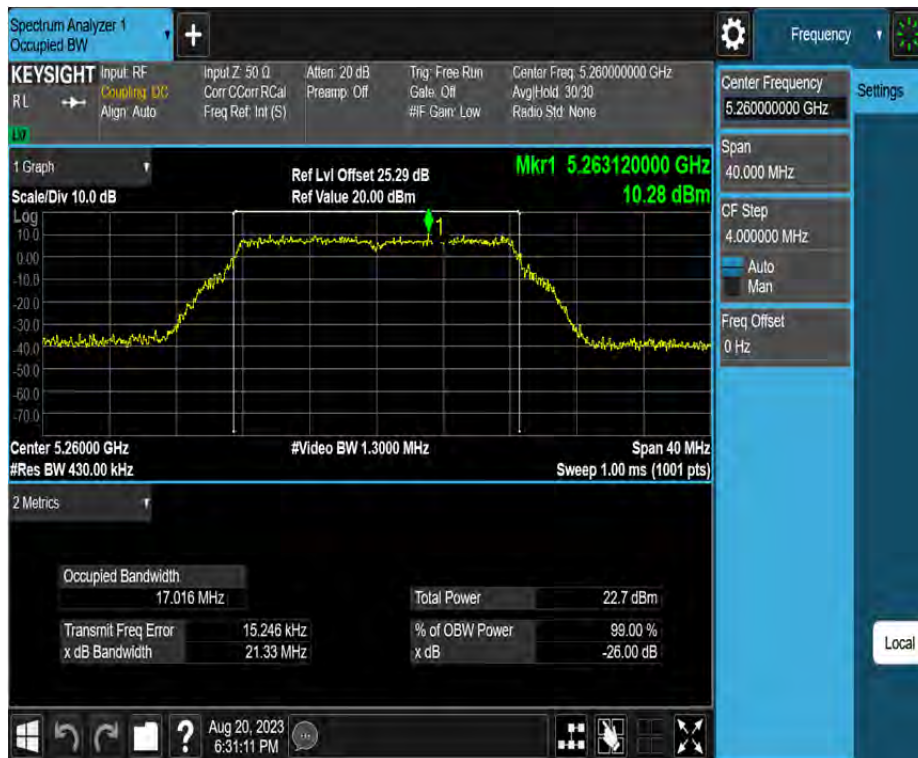 Spectrum Analyzer 1
Occupied BW
+
Frequency
KEYSIGHT
RL
LXI
Input: RF
Coupling: DC
Align: Auto
Input Z: 50 Ω
Corr CCorr RCal
Freq Ref: Int (S)
Atten: 20 dB
Preamp: Off
Trig: Free Run
Gate: Off
#IF Gain: Low
Center Freq: 5.260000000 GHz
Avg|Hold: 30/30
Radio Std: None
1 Graph
Scale/Div 10.0 dB
Ref Lvl Offset 25.29 dB
Ref Value 20.00 dBm
Mkr1 5.263120000 GHz
10.28 dBm
Log
10.0
0.00
-10.0
-20.0
-30.0
-40.0
-50.0
-60.0
-70.0
1
Center 5.26000 GHz
#Video BW 1.3000 MHz
Span 40 MHz
#Res BW 430.00 kHz
Sweep 1.00 ms (1001 pts)
2 Metrics
Occupied Bandwidth
17.016 MHz
Total Power 22.7 dBm
Transmit Freq Error 15.246 kHz
% of OBW Power 99.00 %
x dB Bandwidth 21.33 MHz
x dB -26.00 dB
Center Frequency
5.260000000 GHz
Settings
Span
40.000 MHz
CF Step
4.000000 MHz
Auto
Man
Freq Offset
0 Hz
Local
?
Aug 20, 2023
6:31:11 PM